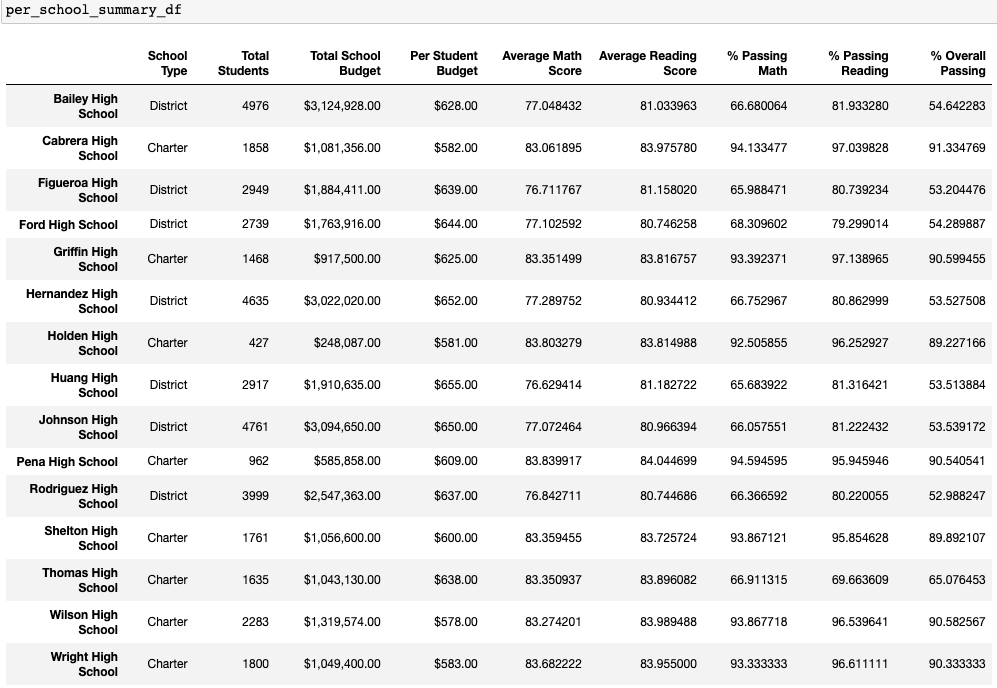 per_school_summary_df
School Type Total Students Total School Budget Per Student Budget Average Math Score Average Reading Score % Passing Math % Passing Reading % Overall Passing
Bailey High School District 4976 $3,124,928.00 $628.00 77.048432 81.033963 66.680064 81.933280 54.642283
Cabrera High School Charter 1858 $1,081,356.00 $582.00 83.061895 83.975780 94.133477 97.039828 91.334769
Figueroa High School District 2949 $1,884,411.00 $639.00 76.711767 81.158020 65.988471 80.739234 53.204476
Ford High School District 2739 $1,763,916.00 $644.00 77.102592 80.746258 68.309602 79.299014 54.289887
Griffin High School Charter 1468 $917,500.00 $625.00 83.351499 83.816757 93.392371 97.138965 90.599455
Hernandez High School District 4635 $3,022,020.00 $652.00 77.289752 80.934412 66.752967 80.862999 53.527508
Holden High School Charter 427 $248,087.00 $581.00 83.803279 83.814988 92.505855 96.252927 89.227166
Huang High School District 2917 $1,910,635.00 $655.00 76.629414 81.182722 65.683922 81.316421 53.513884
Johnson High School District 4761 $3,094,650.00 $650.00 77.072464 80.966394 66.057551 81.222432 53.539172
Pena High School Charter 962 $585,858.00 $609.00 83.839917 84.044699 94.594595 95.945946 90.540541
Rodriguez High School District 3999 $2,547,363.00 $637.00 76.842711 80.744686 66.366592 80.220055 52.988247
Shelton High School Charter 1761 $1,056,600.00 $600.00 83.359455 83.725724 93.867121 95.854628 89.892107
Thomas High School Charter 1635 $1,043,130.00 $638.00 83.350937 83.896082 66.911315 69.663609 65.076453
Wilson High School Charter 2283 $1,319,574.00 $578.00 83.274201 83.989488 93.867718 96.539641 90.582567
Wright High School Charter 1800 $1,049,400.00 $583.00 83.682222 83.955000 93.333333 96.611111 90.333333